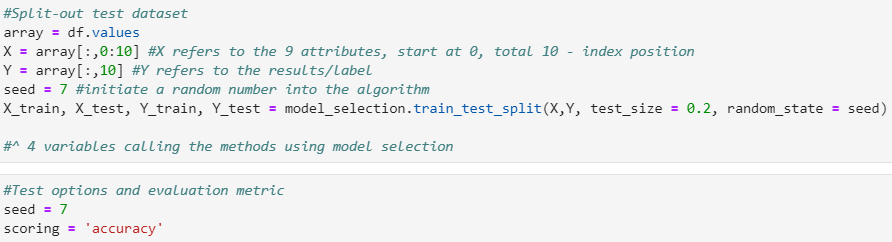 #Split-out test dataset
array = df.values
X = array[:,0:10] #X refers to the 9 attributes, start at 0, total 10 - index position
Y = array[:,10] #Y refers to the results/label
seed = 7 #initiate a random number into the algorithm
X_train, X_test, Y_train, Y_test = model_selection.train_test_split(X,Y, test_size = 0.2, random_state = seed)
#^ 4 variables calling the methods using model selection
#Test options and evaluation metric
seed = 7
scoring = 'accuracy'